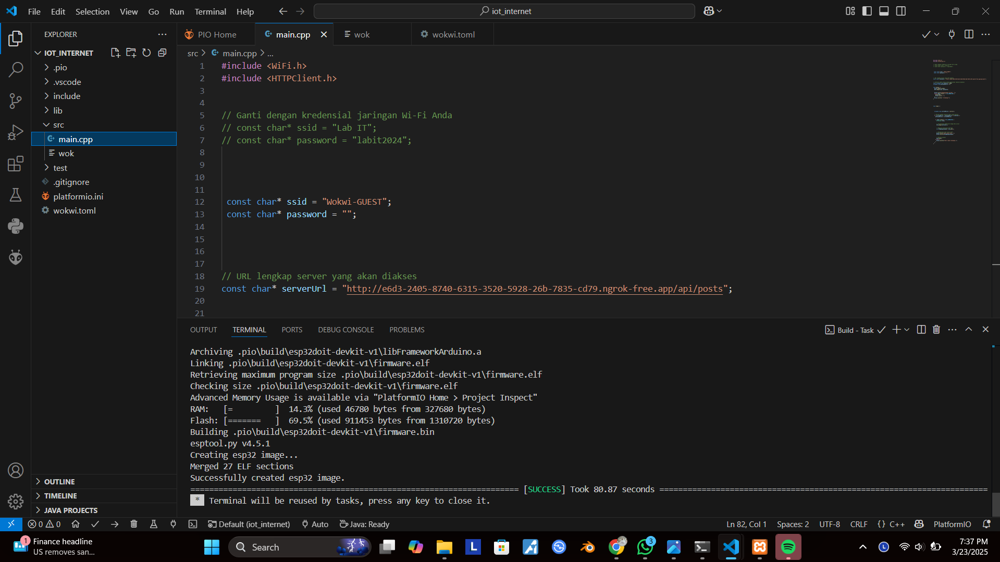 File Edit Selection View Go Run Terminal Help
iot_internet
EXPLORER
IOT_INTERNET
.pio
.vscode
include
lib
src
main.cpp
wok
test
.gitignore
platformio.ini
wokwi.toml
OUTLINE
TIMELINE
JAVA PROJECTS
PIO Home main.cpp wok wokwi.toml
src > main.cpp > ...
1 #include <WiFi.h>
2 #include <HTTPClient.h>
3
4
5 // Ganti dengan kredensial jaringan Wi-Fi Anda
6 // const char* ssid = "Lab IT";
7 // const char* password = "labit2024";
8
9
10
11
12 const char* ssid = "Wokwi-GUEST";
13 const char* password = "";
14
15
16
17
18 // URL lengkap server yang akan diakses
19 const char* serverUrl = "http://e6d3-2405-8740-6315-3520-5928-26b-7835-cd79.ngrok-free.app/api/posts";
20
21
OUTPUT TERMINAL PORTS DEBUG CONSOLE PROBLEMS
Build - Task
Archiving .pio\build\esp32doit-devkit-v1\libFrameworkArduino.a
Linking .pio\build\esp32doit-devkit-v1\firmware.elf
Retrieving maximum program size .pio\build\esp32doit-devkit-v1\firmware.elf
Checking size .pio\build\esp32doit-devkit-v1\firmware.elf
Advanced Memory Usage is available via "PlatformIO Home > Project Inspect"
RAM:   [=         ]  14.3% (used 46780 bytes from 327680 bytes)
Flash: [=======   ]  69.5% (used 911453 bytes from 1310720 bytes)
Building .pio\build\esp32doit-devkit-v1\firmware.bin
esptool.py v4.5.1
Creating esp32 image...
Merged 27 ELF sections
Successfully created esp32 image.
====================================================================== [SUCCESS] Took 80.87 seconds ======================================================================
* Terminal will be reused by tasks, press any key to close it.
0 0 Default (iot_internet) Auto Java: Ready Ln 82, Col 1 Spaces: 2 UTF-8 CRLF {} C++ PlatformIO
1 Finance headline
US removes san...
Search
L
3
L
7:37 PM
3/23/2025